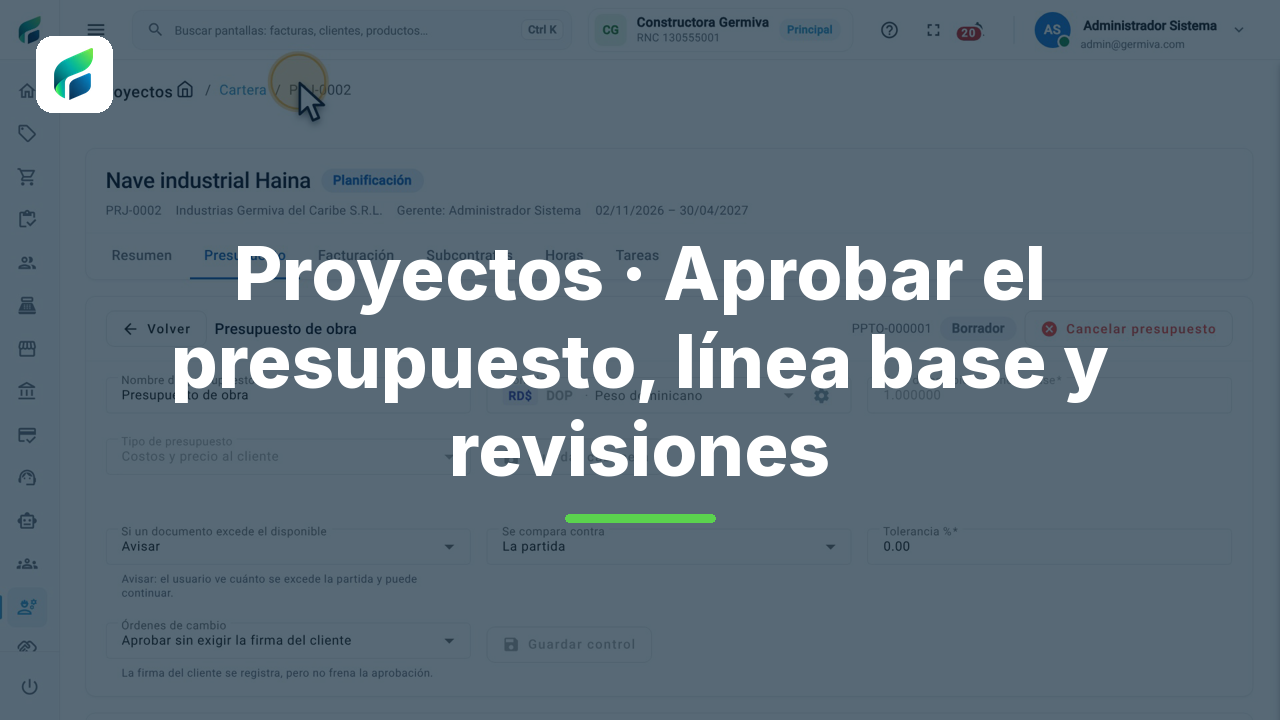 Buscar pantallas: facturas, clientes, productos...
Ctrl K
CG
Constructora Germiva
RNC 130555001
Principal
20
AS
Administrador Sistema
admin@germiva.com
oyectos / Cartera / PRJ-0002
Nave industrial Haina
Planificación
PRJ-0002 Industrias Germiva del Caribe S.R.L. Gerente: Administrador Sistema 02/11/2026 – 30/04/2027
Resumen Facturación Horas Tareas
Proyectos · Aprobar el
presupuesto, línea base y
revisiones
Volver
Presupuesto de obra
PPTO-000001
Borrador
Cancelar presupuesto
Presupuesto de obra
RD$ DOP · Peso dominicano
1.000000
Tipo de presupuesto
Costos y precio al cliente
Si un documento excede el disponible
Avisar
Se compara contra
La partida
Tolerancia %*
0.00
Avisar: el usuario ve cuánto se excede la partida y puede
continuar.
Órdenes de cambio
Aprobar sin exigir la firma del cliente
Guardar control
La firma del cliente se registra, pero no frena la aprobación.